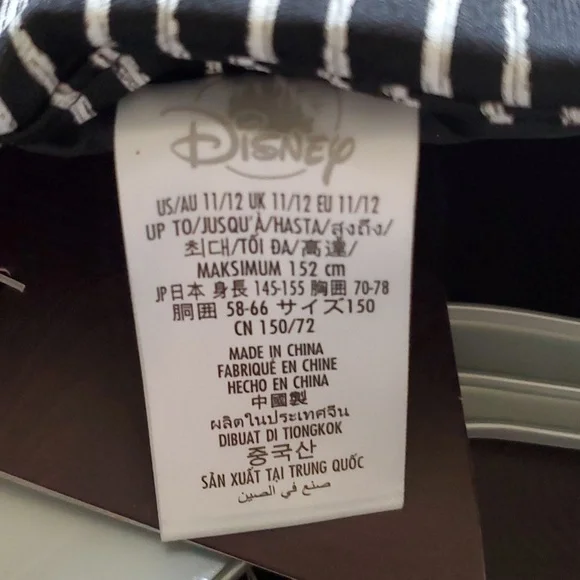 Disney
US/AU 11/12 UK 11/12 EU 11/12
UP TO/JUSQU'À/HASTA/สูงถึง/
최대/TỐI ĐA/高達/
MAKSIMUM 152 cm
JP日本 身長 145-155 胸囲 70-78
胴囲 58-66 サイズ150
CN 150/72
MADE IN CHINA
FABRIQUÉ EN CHINE
HECHO EN CHINA
中國製
ผลิตในประเทศจีน
DIBUAT DI TIONGKOK
중국산
SẢN XUẤT TẠI TRUNG QUỐC
صنع في الصين